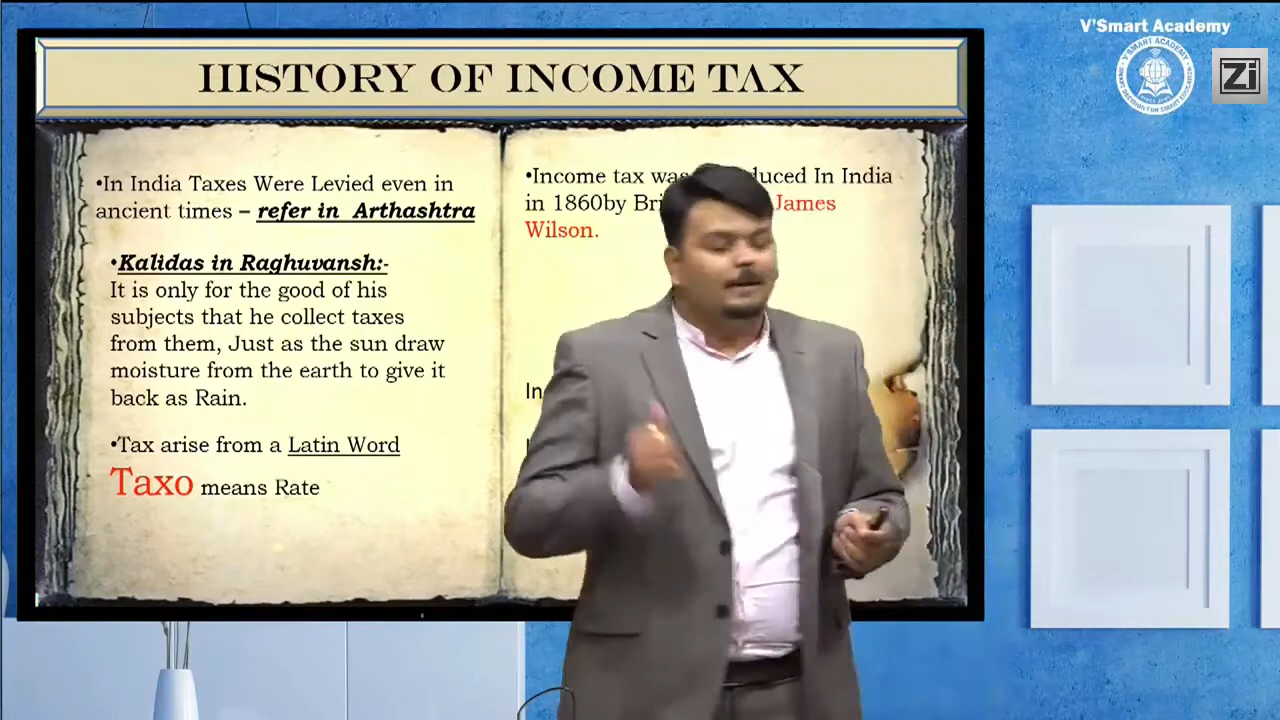 V'Smart Academy
Zi
HISTORY OF INCOME TAX
•In India Taxes Were Levied even in
ancient times – refer in Arthashtra
•Kalidas in Raghuvansh:-
It is only for the good of his
subjects that he collect taxes
from them, Just as the sun draw
moisture from the earth to give it
back as Rain.
•Tax arise from a Latin Word
Taxo means Rate
•Income tax was In India
in 1860by James
Wilson.
In